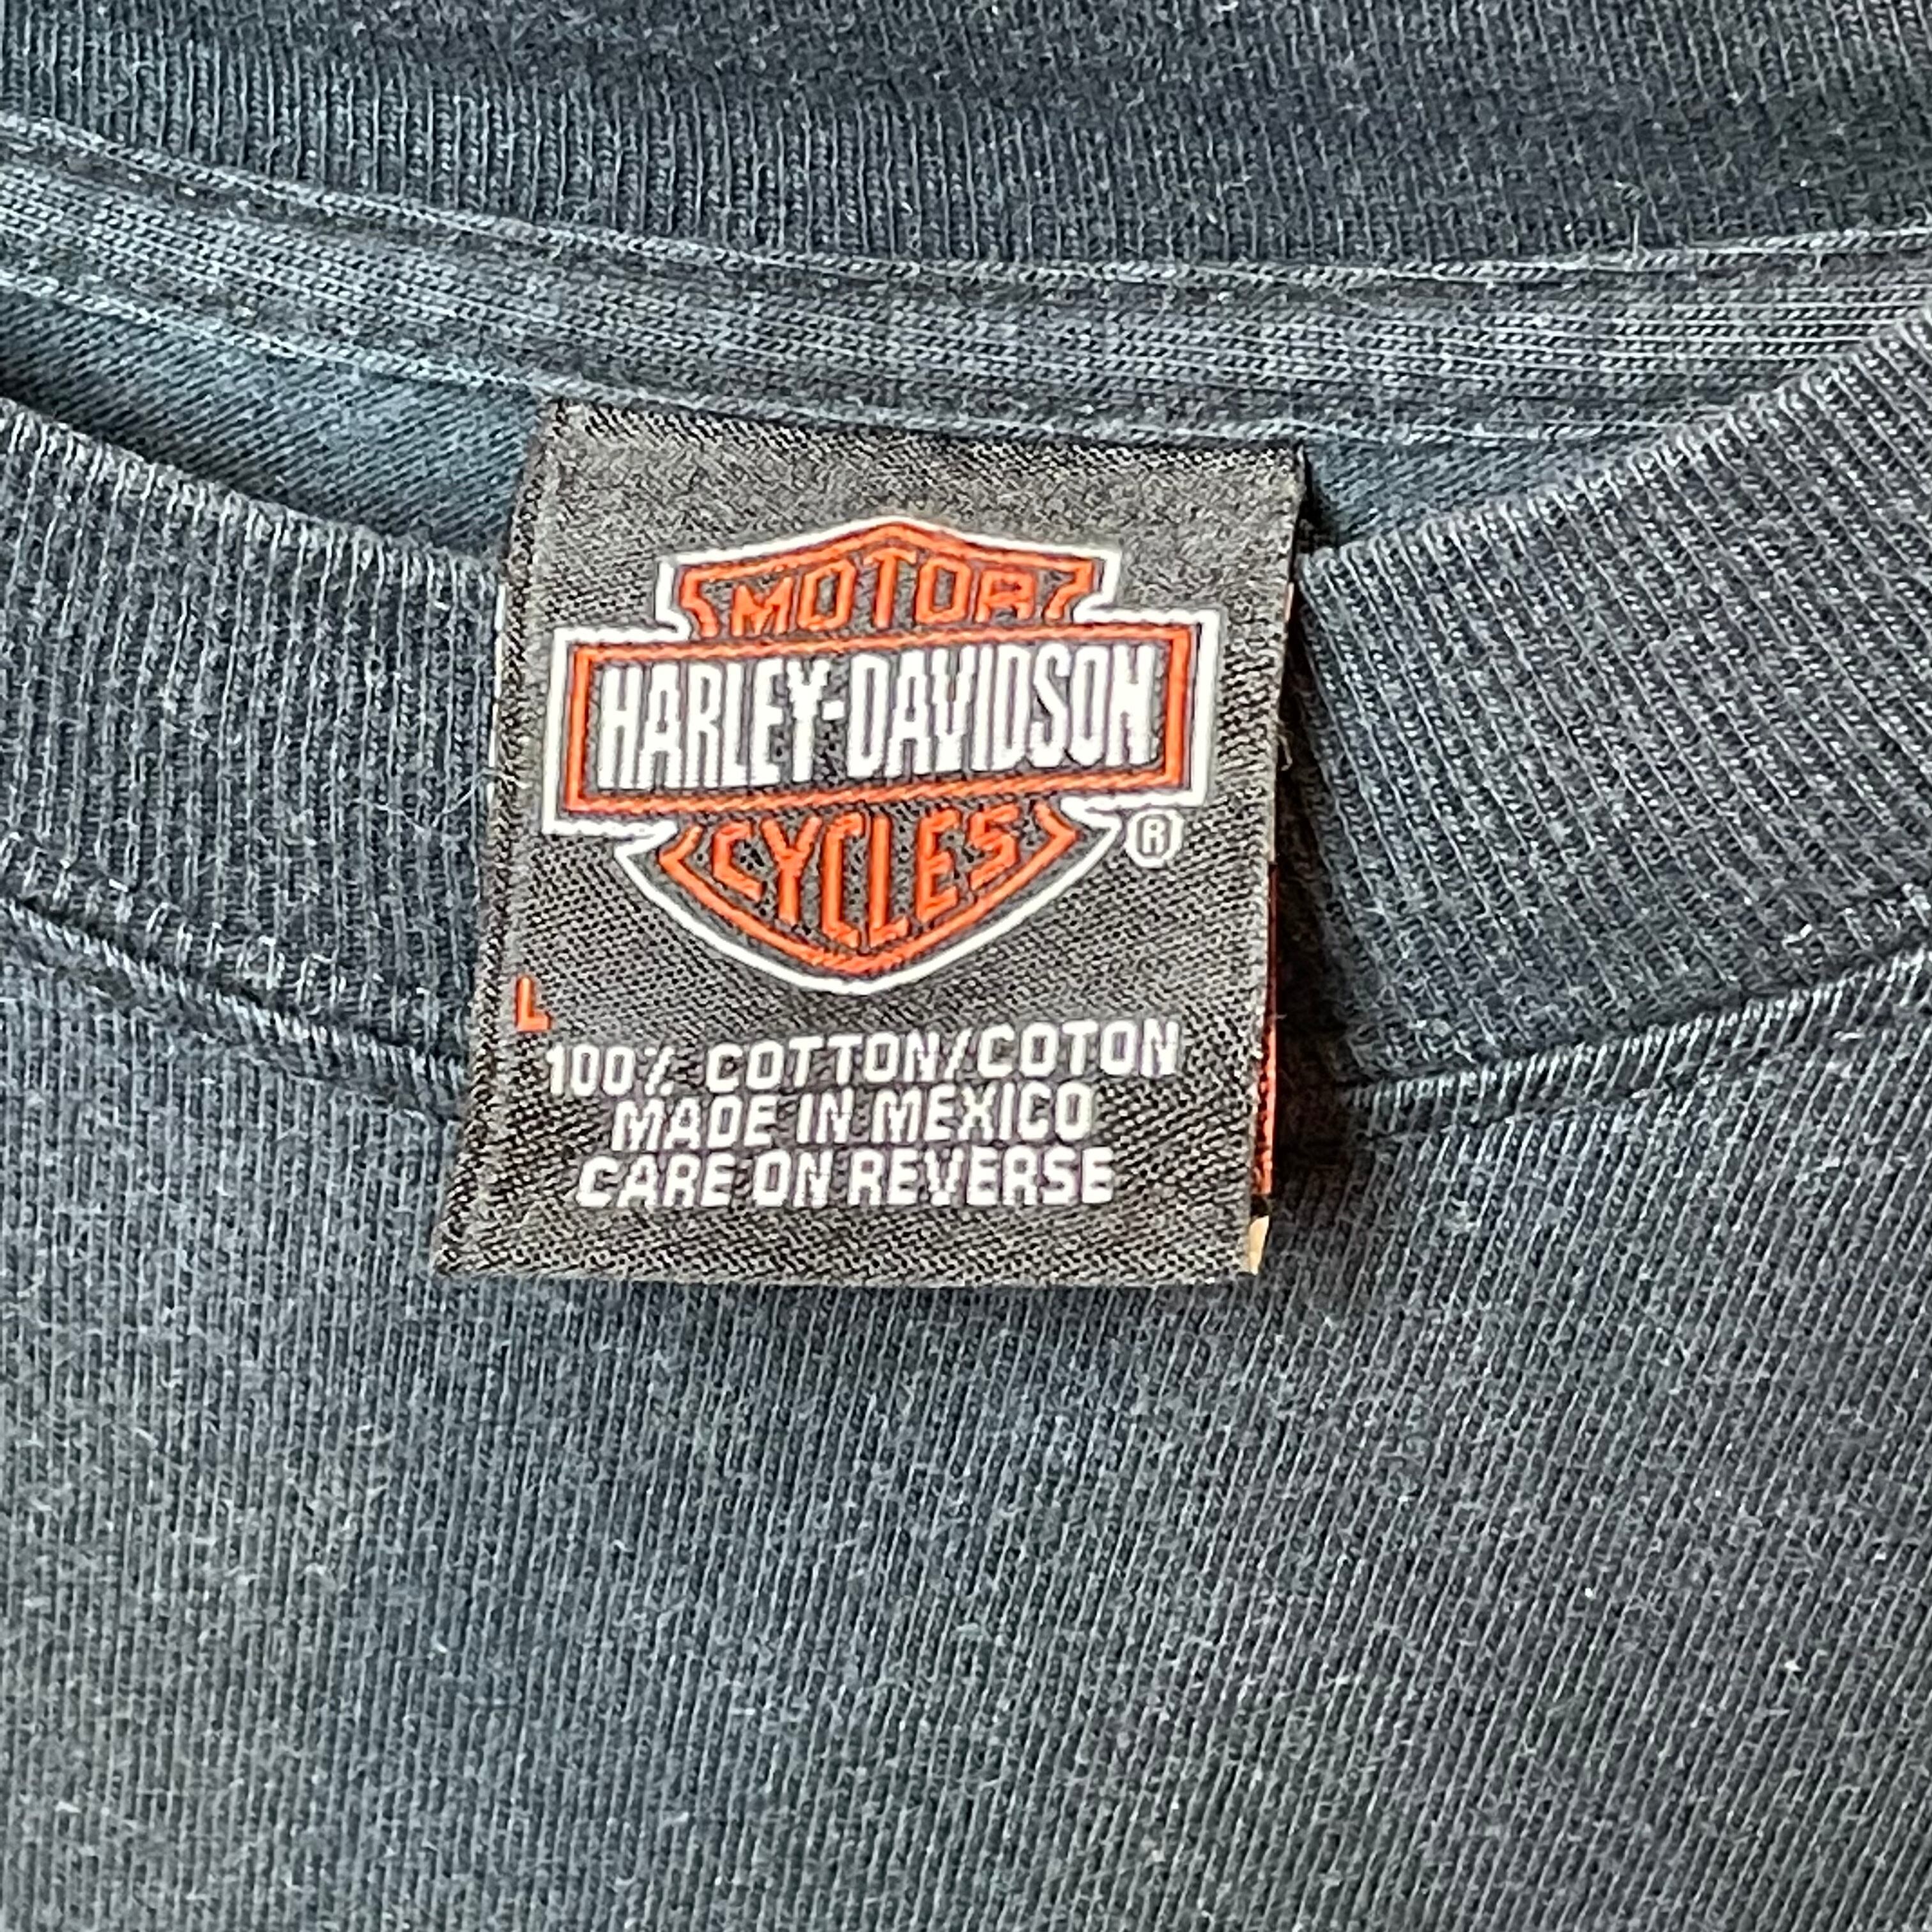 MOTOR
HARLEY-DAVIDSON
CYCLES
®
L
100% COTTON/COTON
MADE IN MEXICO
CARE ON REVERSE